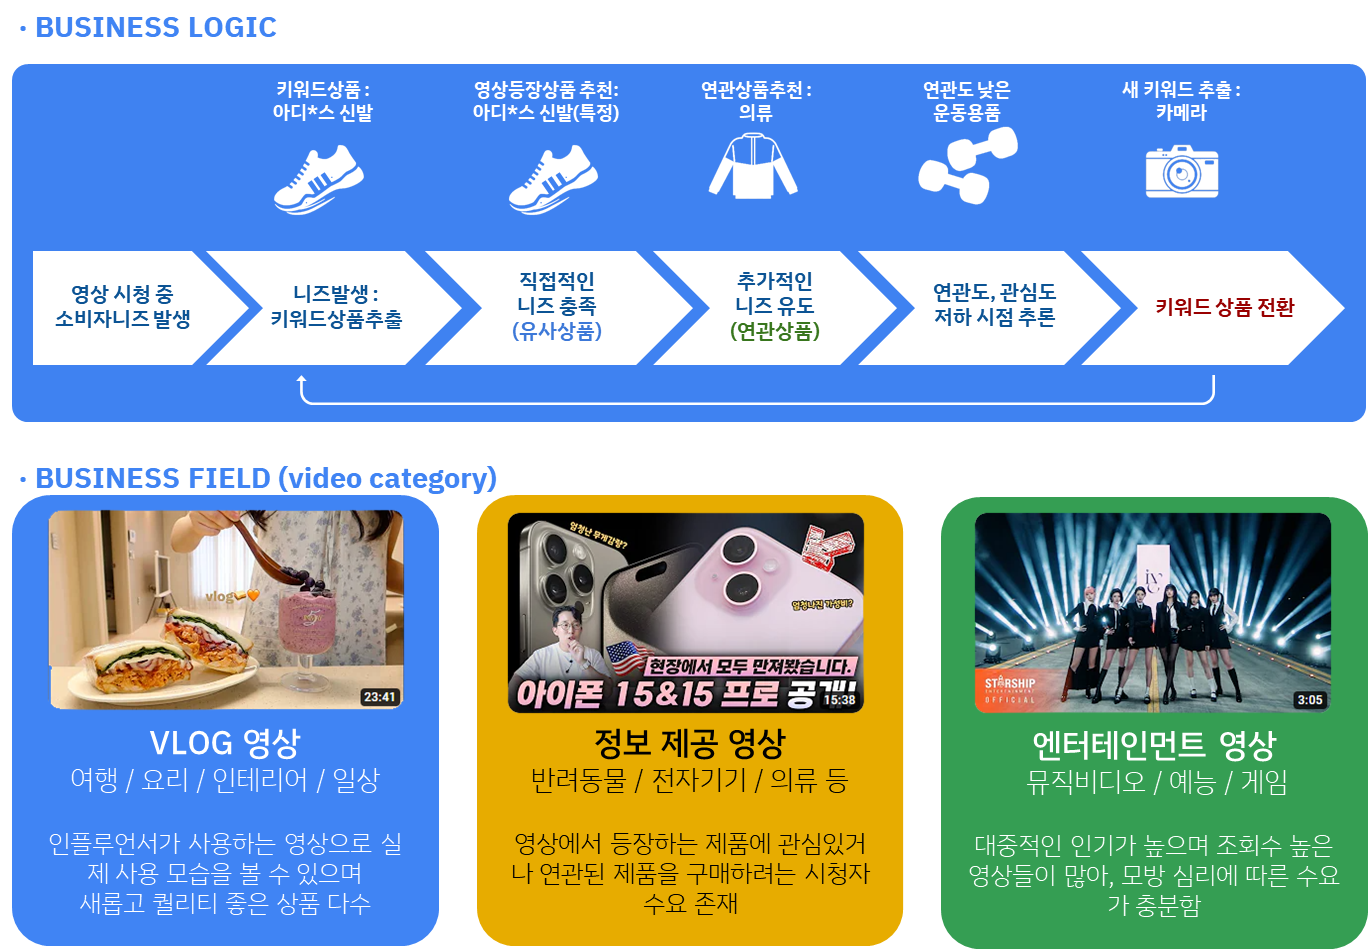 · BUSINESS LOGIC
키워드상품 :
아디*스 신발
영상등장상품 추천:
아디*스 신발(특정)
연관상품추천 :
의류
연관도 낮은
운동용품
새 키워드 추출 :
카메라
영상 시청 중
소비자니즈 발생
니즈발생 :
키워드상품추출
직접적인
니즈 충족
(유사상품)
추가적인
니즈 유도
(연관상품)
연관도, 관심도
저하 시점 추론
키워드 상품 전환
· BUSINESS FIELD (video category)
vlog
23:41
VLOG 영상
여행 / 요리 / 인테리어 / 일상
인플루언서가 사용하는 영상으로 실
제 사용 모습을 볼 수 있으며
새롭고 퀄리티 좋은 상품 다수
엄청난 무게감량?
엄청나진 가성비?
현장에서 모두 만져봤습니다.
아이폰 15&15 프로 공개!
15:38
정보 제공 영상
반려동물 / 전자기기 / 의류 등
영상에서 등장하는 제품에 관심있거
나 연관된 제품을 구매하려는 시청자
수요 존재
IVE
STARSHIP
ENTERTAINMENT
OFFICIAL
3:05
엔터테인먼트 영상
뮤직비디오 / 예능 / 게임
대중적인 인기가 높으며 조회수 높은
영상들이 많아, 모방 심리에 따른 수요
가 충분함